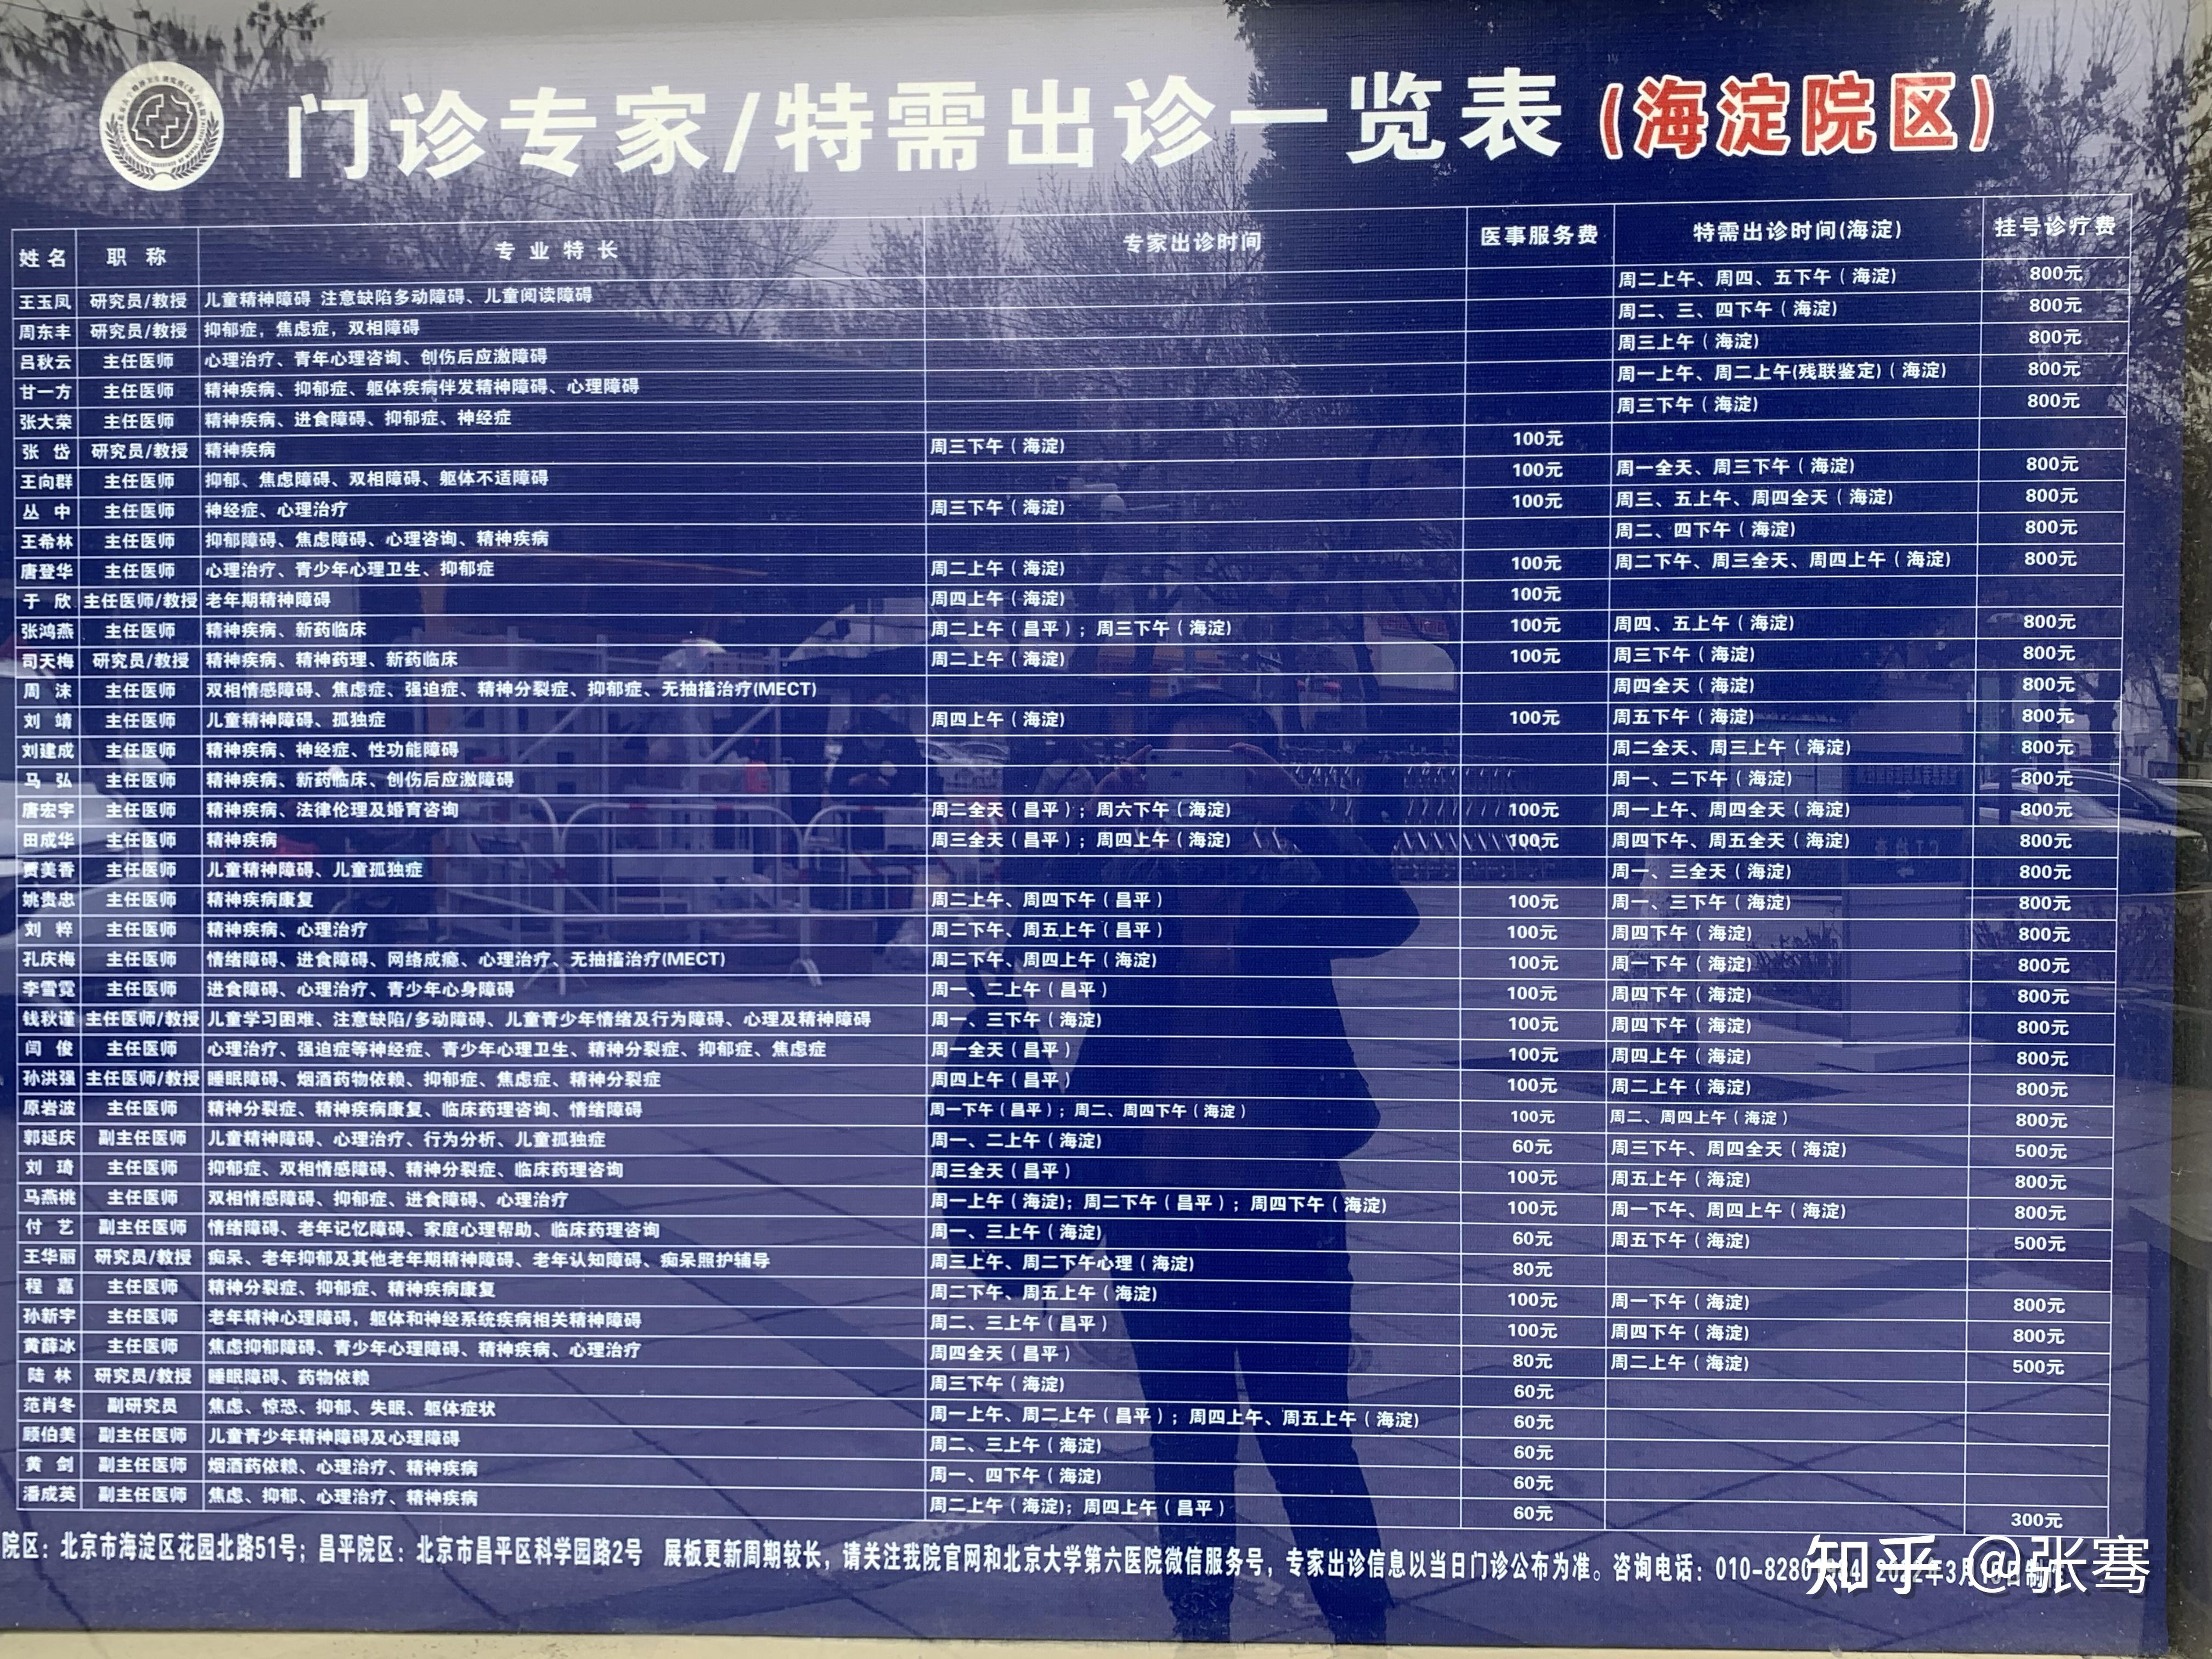 门诊专家/特需出诊一览表(海淀院区)
姓名 职称 专业特长 专家出诊时间 医事服务费 特需出诊时间(海淀) 挂号诊疗费
王玉凤 研究员/教授 儿童精神障碍 注意缺陷多动障碍、儿童阅读障碍 周二上午、周四、五下午(海淀) 800元
周东丰 研究员/教授 抑郁症,焦虑症,双相障碍 周二、三、四下午(海淀) 800元
吕秋云 主任医师 心理治疗、青年心理咨询、创伤后应激障碍 周三上午(海淀) 800元
甘一方 主任医师 精神疾病、抑郁症、躯体疾病伴发精神障碍、心理障碍 周一上午、周二上午(残联鉴定)(海淀) 800元
张大荣 主任医师 精神疾病、进食障碍、抑郁症、神经症 周三下午(海淀) 800元
张岱 研究员/教授 精神疾病 周三下午(海淀) 100元
王向群 主任医师 抑郁、焦虑障碍、双相障碍、躯体不适障碍 100元 周一全天、周三下午(海淀) 800元
丛中 主任医师 神经症、心理治疗 周三下午(海淀) 100元 周三、五上午、周四全天(海淀) 800元
王希林 主任医师 抑郁障碍、焦虑障碍、心理咨询、精神疾病 周二、四下午(海淀) 800元
唐登华 主任医师 心理治疗、青少年心理卫生、抑郁症 周二上午(海淀) 100元 周二下午、周三全天、周四上午(海淀) 800元
于欣 主任医师/教授 老年期精神障碍 周四上午(海淀) 100元
张鸿燕 主任医师 精神疾病、新药临床 周二上午(昌平);周三下午(海淀) 100元 周四、五上午(海淀) 800元
司天梅 研究员/教授 精神疾病、精神药理、新药临床 周二上午(海淀) 100元 周三下午(海淀) 800元
周沫 主任医师 双相情感障碍、焦虑症、强迫症、精神分裂症、抑郁症、无抽搐治疗(MECT) 周四全天(海淀) 800元
刘靖 主任医师 儿童精神障碍、孤独症 周四上午(海淀) 100元 周五下午(海淀) 800元
刘建成 主任医师 精神疾病、神经症、性功能障碍 周二全天、周三上午(海淀) 800元
马弘 主任医师 精神疾病、新药临床、创伤后应激障碍 周一、二下午(海淀) 800元
唐宏宇 主任医师 精神疾病、法律伦理及婚育咨询 周二全天(昌平);周六下午(海淀) 100元 周一上午、周四全天(海淀) 800元
田成华 主任医师 精神疾病 周三全天(昌平);周四上午(海淀) 100元 周四下午、周五全天(海淀) 800元
贾美香 主任医师 儿童精神障碍、儿童孤独症 周一、三全天(海淀) 800元
姚贵忠 主任医师 精神疾病康复 周二上午、周四下午(昌平) 100元 周一、三下午(海淀) 800元
刘粹 主任医师 精神疾病、心理治疗 周二下午、周五上午(昌平) 100元 周四下午(海淀) 800元
孔庆梅 主任医师 情绪障碍、进食障碍、网络成瘾、心理治疗、无抽搐治疗(MECT) 周二下午、周四上午(海淀) 100元 周一下午(海淀) 800元
李雪霓 主任医师 进食障碍、心理治疗、青少年心身障碍 周一、二上午(昌平) 100元 周四下午(海淀) 800元
钱秋谨 主任医师/教授 儿童学习困难、注意缺陷/多动障碍、儿童青少年情绪及行为障碍、心理及精神障碍 周一、三下午(海淀) 100元 周四下午(海淀) 800元
闫俊 主任医师 心理治疗、强迫症等神经症、青少年心理卫生、精神分裂症、抑郁症、焦虑症 周一全天(昌平) 100元 周四上午(海淀) 800元
孙洪强 主任医师/教授 睡眠障碍、烟酒药物依赖、抑郁症、焦虑症、精神分裂症 周四上午(昌平) 100元 周二上午(海淀) 800元
原岩波 主任医师 精神分裂症、精神疾病康复、临床药理咨询、情绪障碍 周一下午(昌平);周二、周四下午(海淀) 100元 周二、周四上午(海淀) 800元
郭延庆 副主任医师 儿童精神障碍、心理治疗、行为分析、儿童孤独症 周一、二上午(海淀) 60元 周三下午、周四全天(海淀) 500元
刘琦 主任医师 抑郁症、双相情感障碍、精神分裂症、临床药理咨询 周三全天(昌平) 100元 周五上午(海淀) 800元
马燕桃 主任医师 双相情感障碍、抑郁症、进食障碍、心理治疗 周一上午(海淀);周二下午(昌平);周四下午(海淀) 100元 周一下午、周四上午(海淀) 800元
付艺 副主任医师 情绪障碍、老年记忆障碍、家庭心理帮助、临床药理咨询 周一、三上午(海淀) 60元 周五下午(海淀) 500元
王华丽 研究员/教授 痴呆、老年抑郁及其他老年期精神障碍、老年认知障碍、痴呆照护辅导 周三上午、周二下午心理(海淀) 80元
程嘉 主任医师 精神分裂症、抑郁症、精神疾病康复 周二下午、周五上午(海淀) 100元 周一下午(海淀) 800元
孙新宇 主任医师 老年精神心理障碍,躯体和神经系统疾病相关精神障碍 周二、三上午(昌平) 100元 周四下午(海淀) 800元
黄薛冰 主任医师 焦虑抑郁障碍、青少年心理障碍、精神疾病、心理治疗 周四全天(昌平) 80元 周二上午(海淀) 500元
陆林 研究员/教授 睡眠障碍、药物依赖 周三下午(海淀) 60元
范肖冬 副研究员 焦虑、惊恐、抑郁、失眠、躯体症状 周一上午、周二上午(昌平);周四上午、周五上午(海淀) 60元
顾伯美 副主任医师 儿童青少年精神障碍及心理障碍 周二、三上午(海淀) 60元
黄剑 副主任医师 烟酒药依赖、心理治疗、精神疾病 周一、四下午(海淀) 60元
潘成英 副主任医师 焦虑、抑郁、心理治疗、精神疾病 周二上午(海淀);周四上午(昌平) 60元 300元
院区:北京市海淀区花园北路51号;昌平院区:北京市昌平区科学园路2号 展板更新周期较长,请关注我院官网和北京大学第六医院微信服务号,专家出诊信息以当日门诊公布为准。咨询电话:010-8280 2022年3月
知乎 @张骞